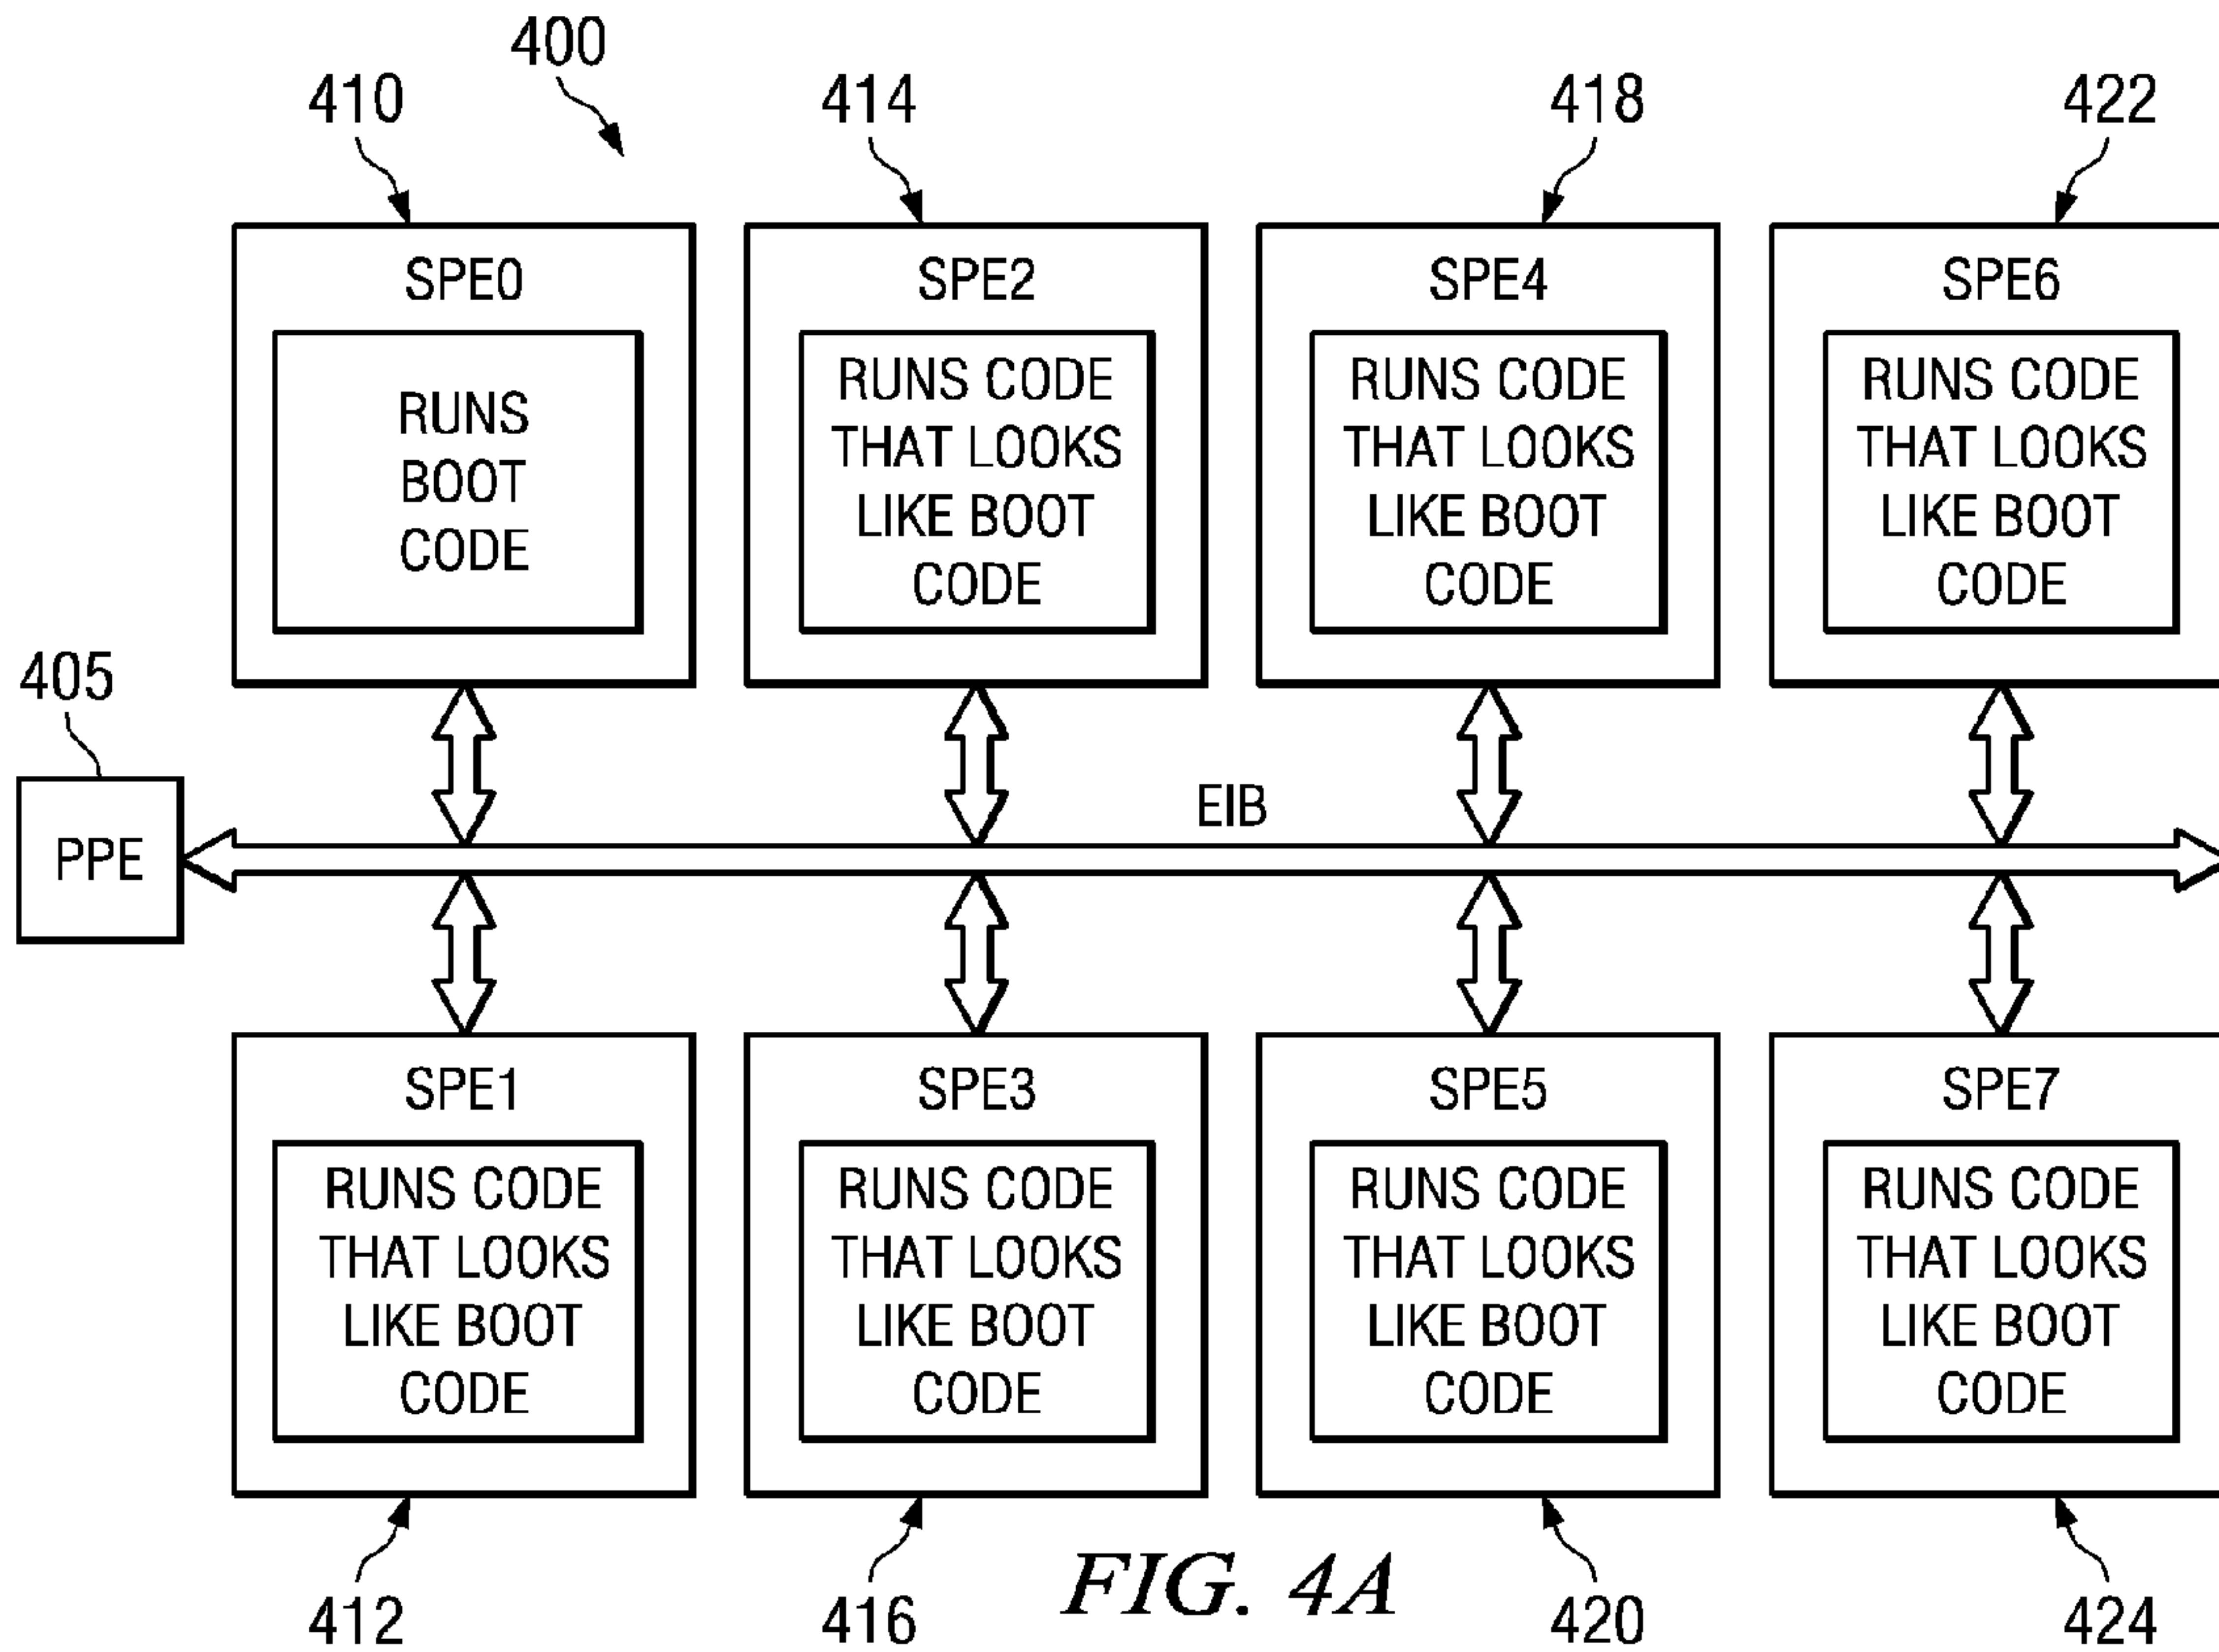 400
410
414
418
422
SPE0
RUNS
BOOT
CODE
SPE2
RUNS CODE
THAT LOOKS
LIKE BOOT
CODE
SPE4
RUNS CODE
THAT LOOKS
LIKE BOOT
CODE
SPE6
RUNS CODE
THAT LOOKS
LIKE BOOT
CODE
405
PPE
EIB
SPE1
RUNS CODE
THAT LOOKS
LIKE BOOT
CODE
SPE3
RUNS CODE
THAT LOOKS
LIKE BOOT
CODE
SPE5
RUNS CODE
THAT LOOKS
LIKE BOOT
CODE
SPE7
RUNS CODE
THAT LOOKS
LIKE BOOT
CODE
412
416
420
424
FIG. 4A